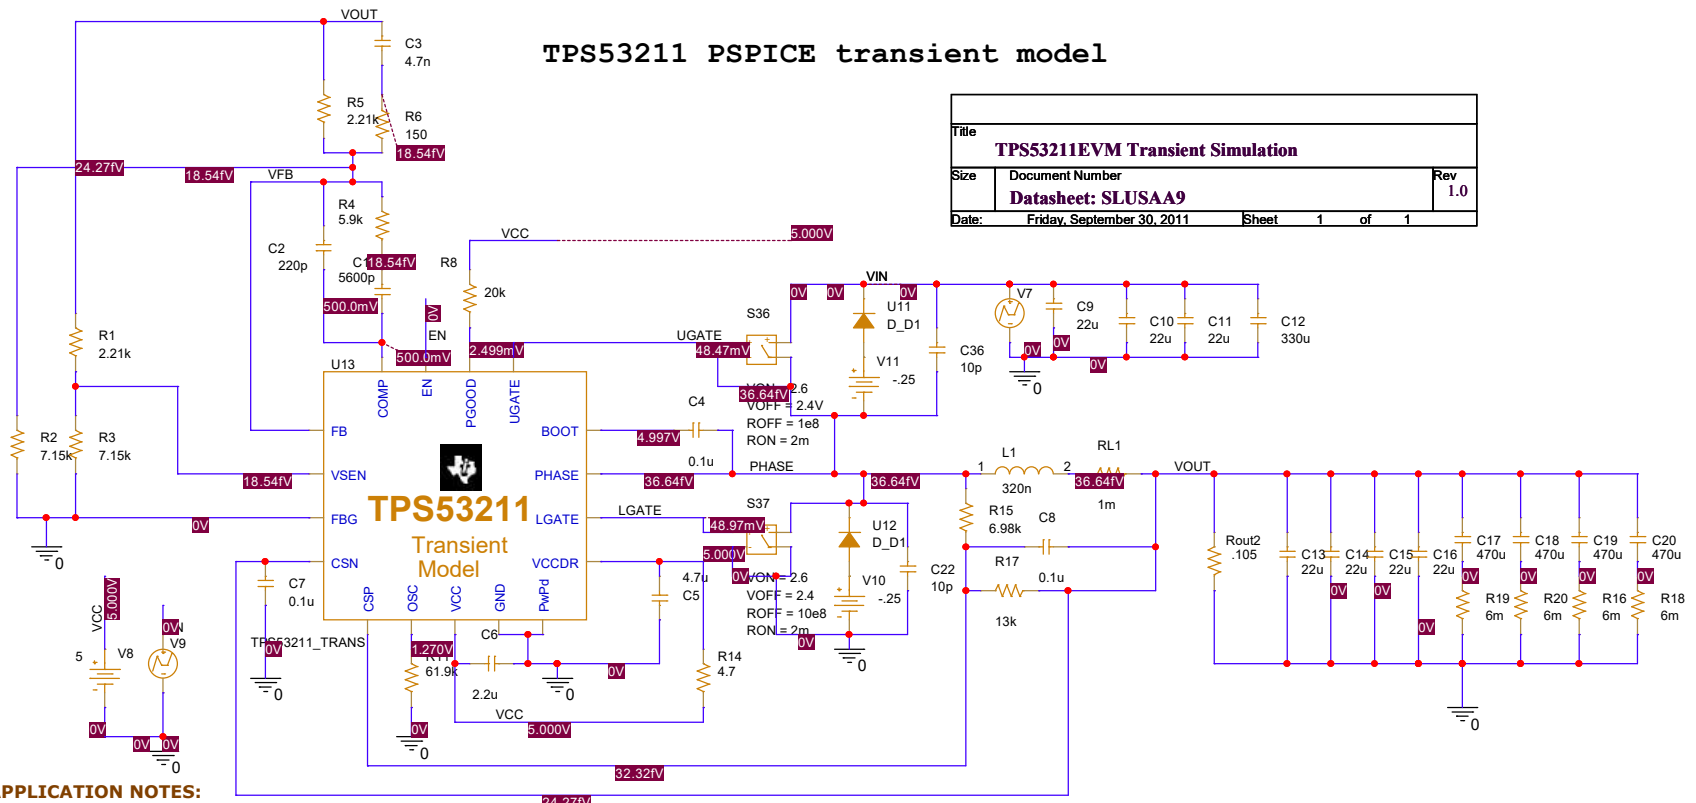 TPS53211 PSPICE transient model
Title
TPS53211EVM Transient Simulation
Size
Document Number
Rev
Datasheet: SLUSAA9
1.0
Date:
Friday, September 30, 2011
Sheet 1 of 1
VOUT
C3
4.7n
R5
2.21k
R6
150
18.54fV
24.27fV
18.54fV
VFB
R4
5.9k
C2
220p
18.54fV
5600p
500.0mV
R8
20k
VCC
5.000V
0V
EN
500.0mV
2.499mV
UGATE
48.47mV
S36
36.64fV
VOFF = 2.4V
ROFF = 1e8
RON = 2m
VIN
0V
0V
0V
U11
D_D1
V11
-.25
C36
10p
V7
0V
0V
0V
0
C9
22u
C10
22u
C11
22u
C12
330u
R1
2.21k
R2
7.15k
R3
7.15k
18.54fV
0V
0
U13
COMP
EN
PGOOD
UGATE
FB
VSEN
FBG
CSN
BOOT
PHASE
LGATE
VCCDR
CSP
OSC
VCC
GND
PwPd
TPS53211
Transient
Model
TPS53211_TRANS
C4
0.1u
4.997V
36.64fV
PHASE
36.64fV
LGATE
48.97mV
S37
5.000V
0V
VON = 2.6
VOFF = 2.4
ROFF = 10e8
RON = 2m
0V
U12
D_D1
V10
-.25
0
C22
10p
L1
1
2
320n
RL1
36.64fV
1m
VOUT
R15
6.98k
C8
0.1u
R17
13k
Rout2
.105
C13
22u
C14
22u
C15
22u
C16
22u
0V
0V
0V
C17
470u
C18
470u
C19
470u
C20
470u
0V
0V
0V
0V
R19
6m
R20
6m
R16
6m
R18
6m
0
C7
0.1u
0V
0
4.7u
C5
C6
2.2u
1.270V
61.9k
0V
0
0V
0
R14
4.7
VCC
5.000V
VCC
5.000V
5
V8
0V
V9
0V
0V
0V
0
32.32fV
24.27fV
APPLICATION NOTES: